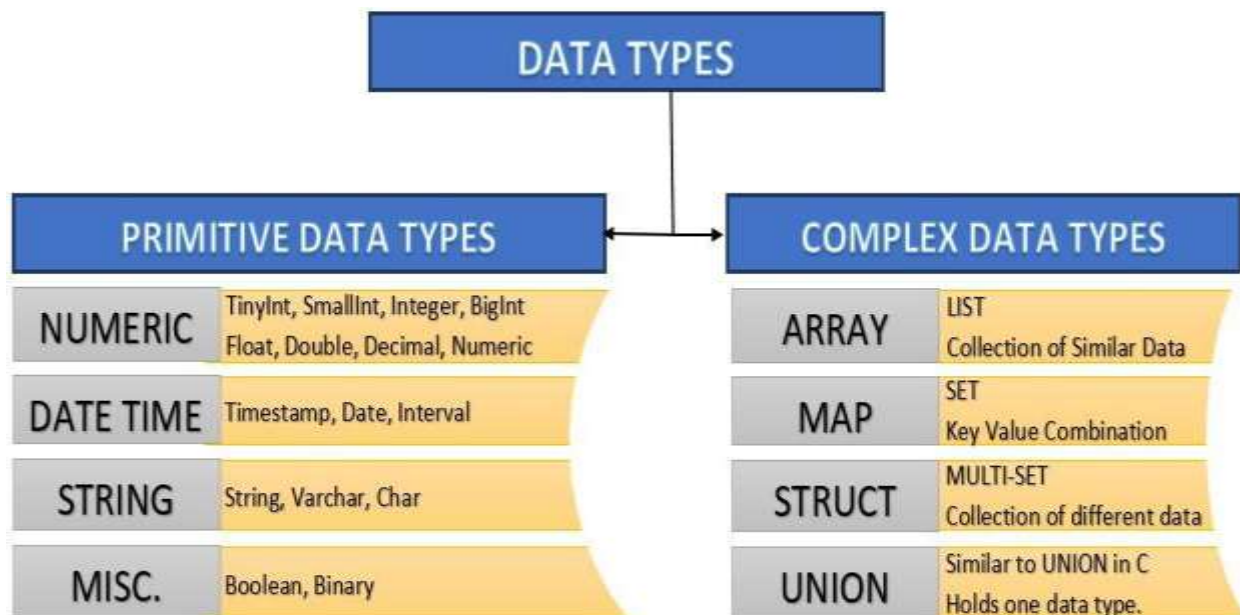 DATA TYPES
PRIMITIVE DATA TYPES
NUMERIC
TinyInt, SmallInt, Integer, BigInt
Float, Double, Decimal, Numeric
DATE TIME
Timestamp, Date, Interval
STRING
String, Varchar, Char
MISC.
Boolean, Binary
COMPLEX DATA TYPES
ARRAY
LIST
Collection of Similar Data
MAP
SET
Key Value Combination
STRUCT
MULTI-SET
Collection of different data
UNION
Similar to UNION in C
Holds one data type.